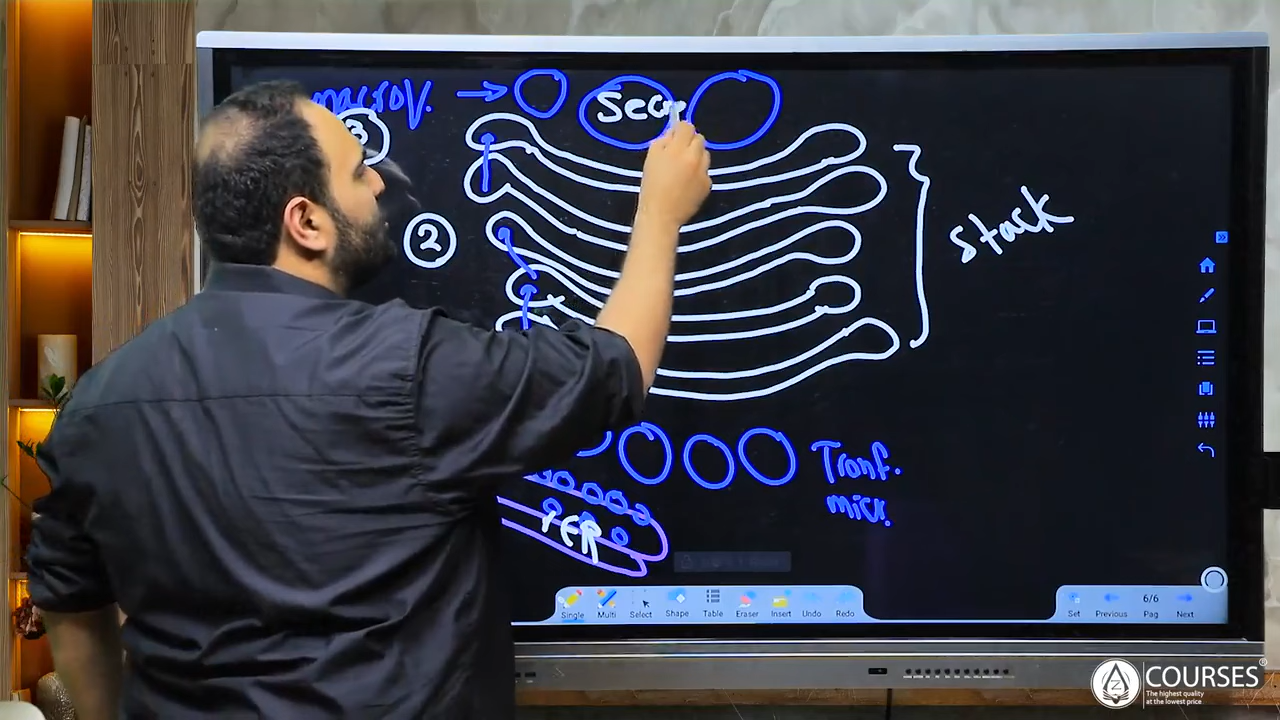 macrov. →
Secr
3
2
stack
Tranf.
micr.
rER
Single Multi Select Shape Table Eraser Insert Undo Redo
Set Previous 6/6 Pag Next
COURSES®
The highest quality
at the lowest price